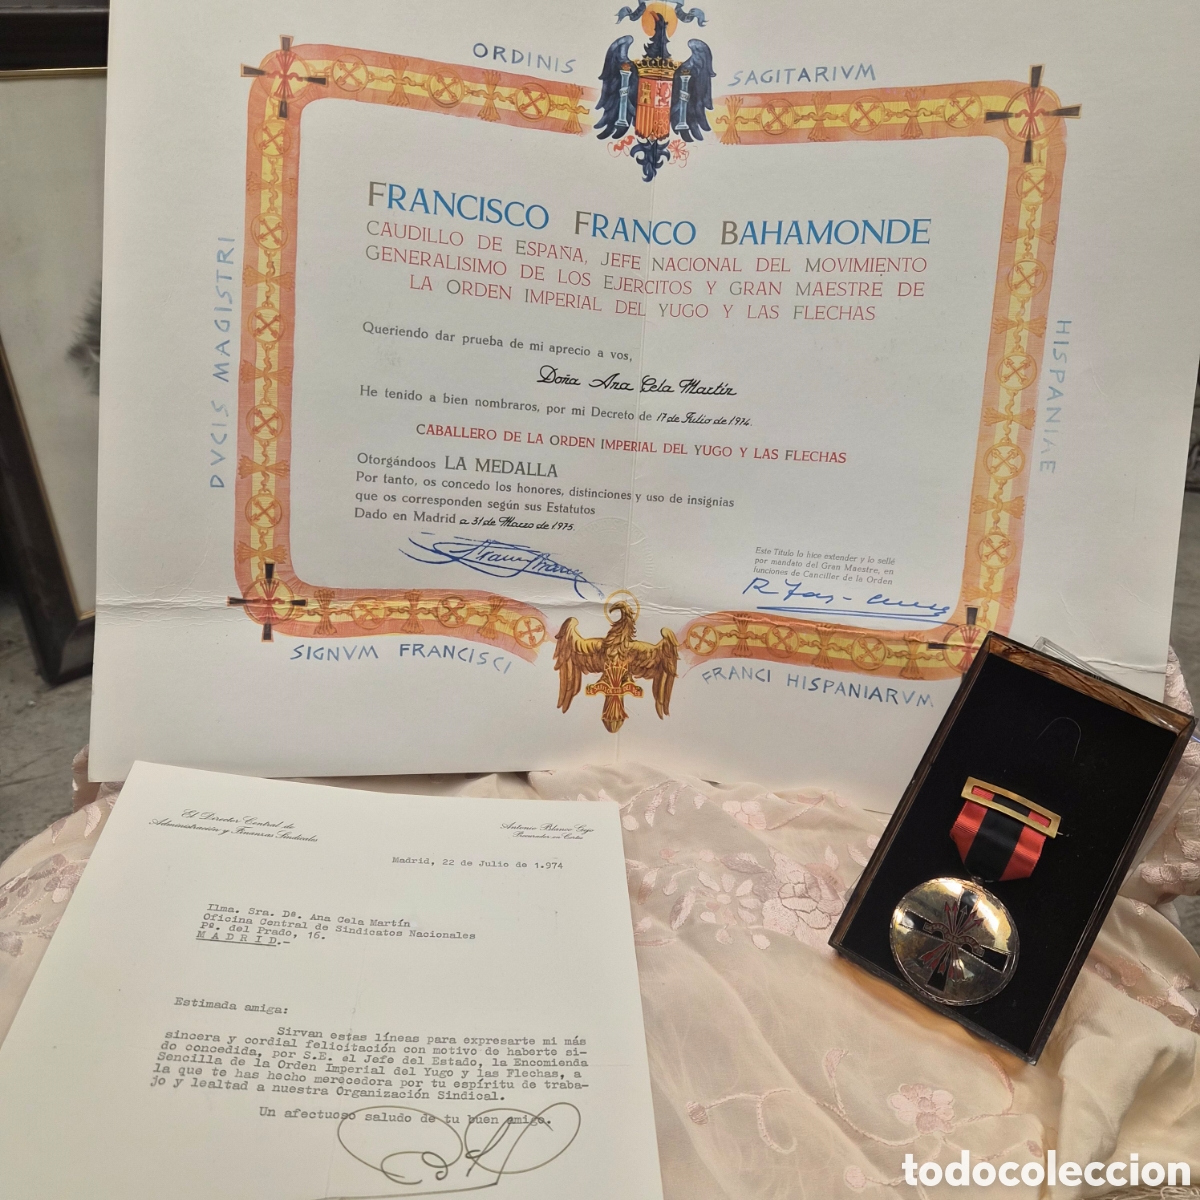 ORDINIS
SAGITARIVM
DVCIS MAGISTRI
HISPANIAE
FRANCISCO FRANCO BAHAMONDE
CAUDILLO DE ESPAÑA, JEFE NACIONAL DEL MOVIMIENTO
GENERALISIMO DE LOS EJERCITOS Y GRAN MAESTRE DE
LA ORDEN IMPERIAL DEL YUGO Y LAS FLECHAS
Queriendo dar prueba de mi aprecio a vos,
Doña Ana Cela Martín
He tenido a bien nombraros, por mi Decreto de 17 de Julio de 1974.
CABALLERO DE LA ORDEN IMPERIAL DEL YUGO Y LAS FLECHAS
Otorgándoos LA MEDALLA
Por tanto, os concedo los honores, distinciones y uso de insignias
que os corresponden según sus Estatutos
Dado en Madrid a 31 de Marzo de 1975.
Este Título lo hice extender y lo sellé
por mandato del Gran Maestre, en
funciones de Canciller de la Orden
SIGNVM FRANCISCI
FRANCI HISPANIARVM
El Director Central de
Administración y Finanzas Sindicales
Antonio Blanco Gijo
Procurador en Cortes
Madrid, 22 de Julio de 1.974
Ilma. Sra. Dª. Ana Cela Martín
Oficina Central de Sindicatos Nacionales
Pº. del Prado, 16.
M A D R I D.-
Estimada amiga:
Sirvan estas líneas para expresarte mi más
sincera y cordial felicitación con motivo de haberte si-
do concedida, por S.E. el Jefe del Estado, la Encomienda
Sencilla de la Orden Imperial del Yugo y las Flechas, a
la que te has hecho merecedora por tu espíritu de traba-
jo y lealtad a nuestra Organización Sindical.
Un afectuoso saludo de tu buen amigo.
todocoleccion